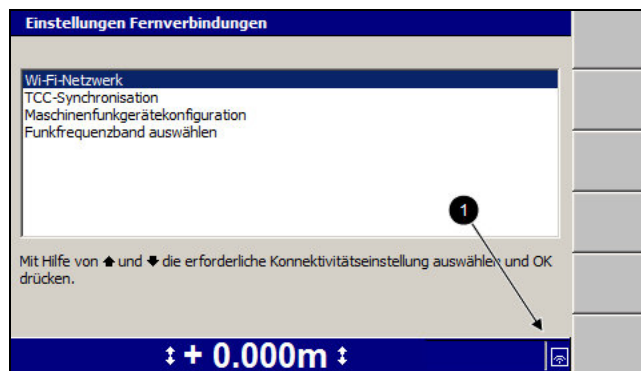 Einstellungen Fernverbindungen
Wi-Fi-Netzwerk
TCC-Synchronisation
Maschinenfunkgerätekonfiguration
Funkfrequenzband auswählen
1
Mit Hilfe von 🡅 und 🡇 die erforderliche Konnektivitätseinstellung auswählen und OK
drücken.
↕ + 0.000m ↕